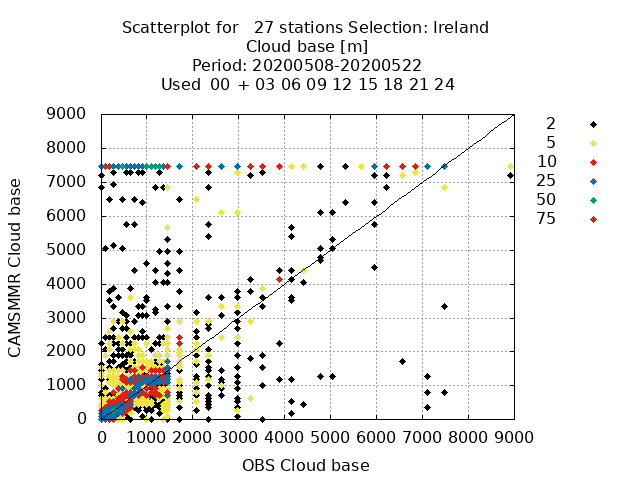 Scatterplot for 27 stations Selection: Ireland
Cloud base [m]
Period: 20200508-20200522
Used 00 + 03 06 09 12 15 18 21 24
9000
8000
7000
6000
5000
4000
3000
2000
1000
0
CAMSMMR Cloud base
2
5
10
25
50
75
0 1000 2000 3000 4000 5000 6000 7000 8000 9000
OBS Cloud base